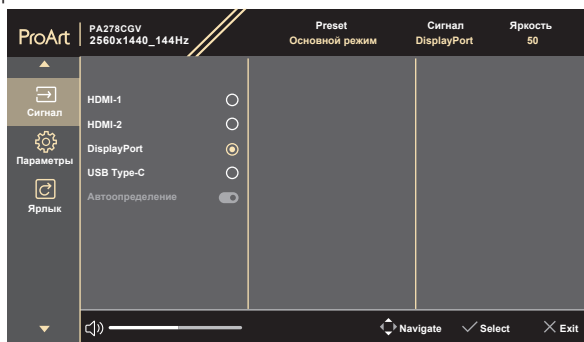 ProArt
PA278CGV
2560x1440_144Hz
Preset
Основной режим
Сигнал
DisplayPort
Яркость
50
Сигнал
Параметры
Ярлык
HDMI-1
HDMI-2
DisplayPort
USB Type-C
Автоопределение
Navigate
Select
Exit